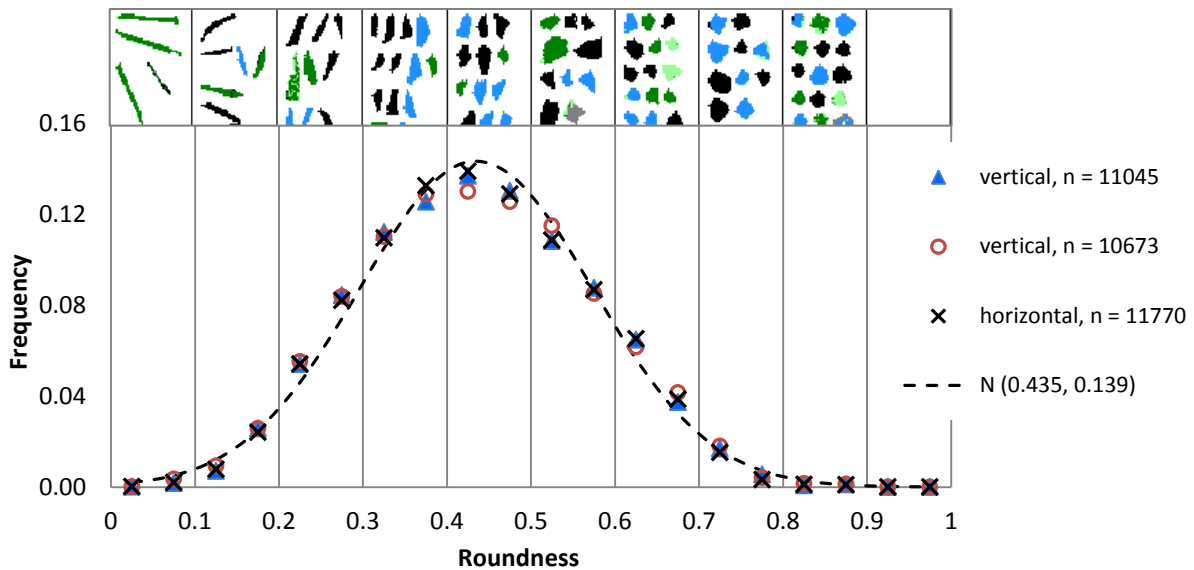 0.16
0.12
0.08
0.04
0.00
Frequency
0 0.1 0.2 0.3 0.4 0.5 0.6 0.7 0.8 0.9 1
Roundness
vertical, n = 11045
vertical, n = 10673
horizontal, n = 11770
N (0.435, 0.139)